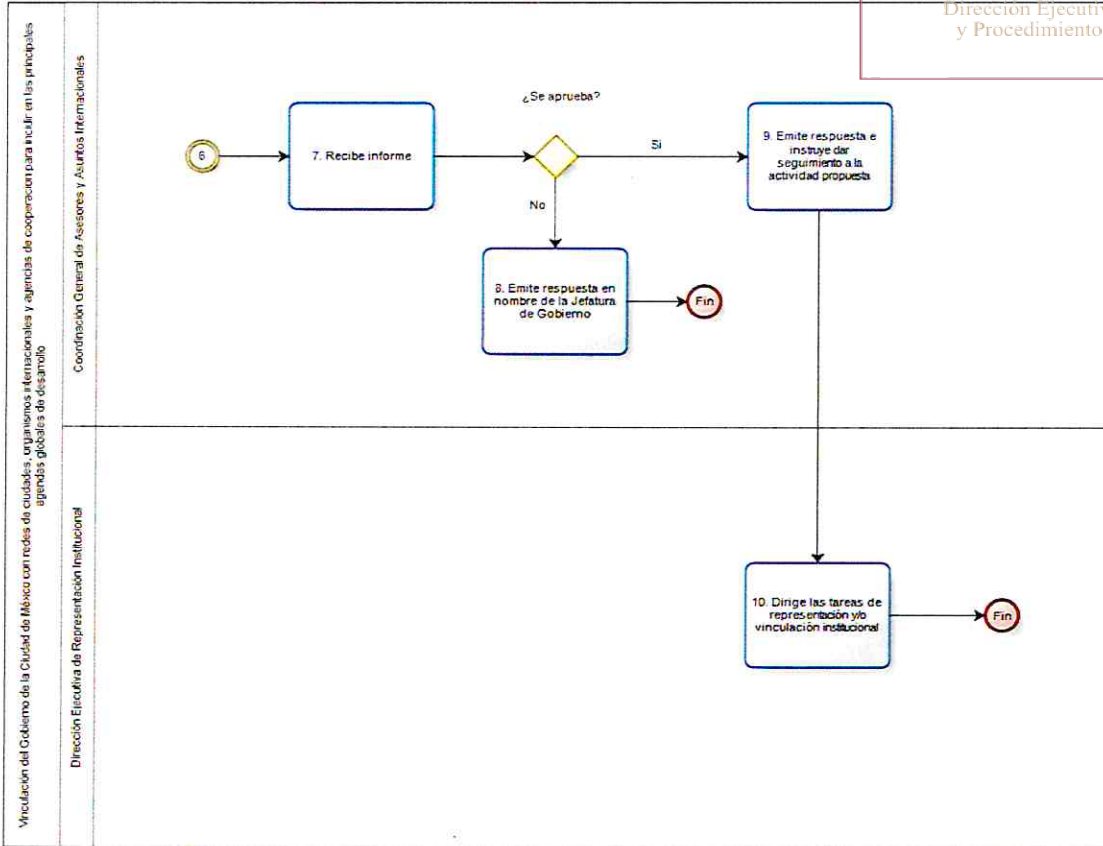 Dirección Ejecutiv
y Procedimiento
Vinculación del Gobierno de la Ciudad de México con redes de ciudades, organismos internacionales y agencias de cooperación para incidir en las principales
agendas globales de desarrollo
Coordinación General de Asesores y Asuntos Internacionales
6
7. Recibe informe
¿Se aprueba?
Si
No
9. Emite respuesta e
instruye dar
seguimiento a la
actividad propuesta
8. Emite respuesta en
nombre de la Jefatura
de Gobierno
Fin
Dirección Ejecutiva de Representación Institucional
10. Dirige las tareas de
representación y/o
vinculación institucional
Fin